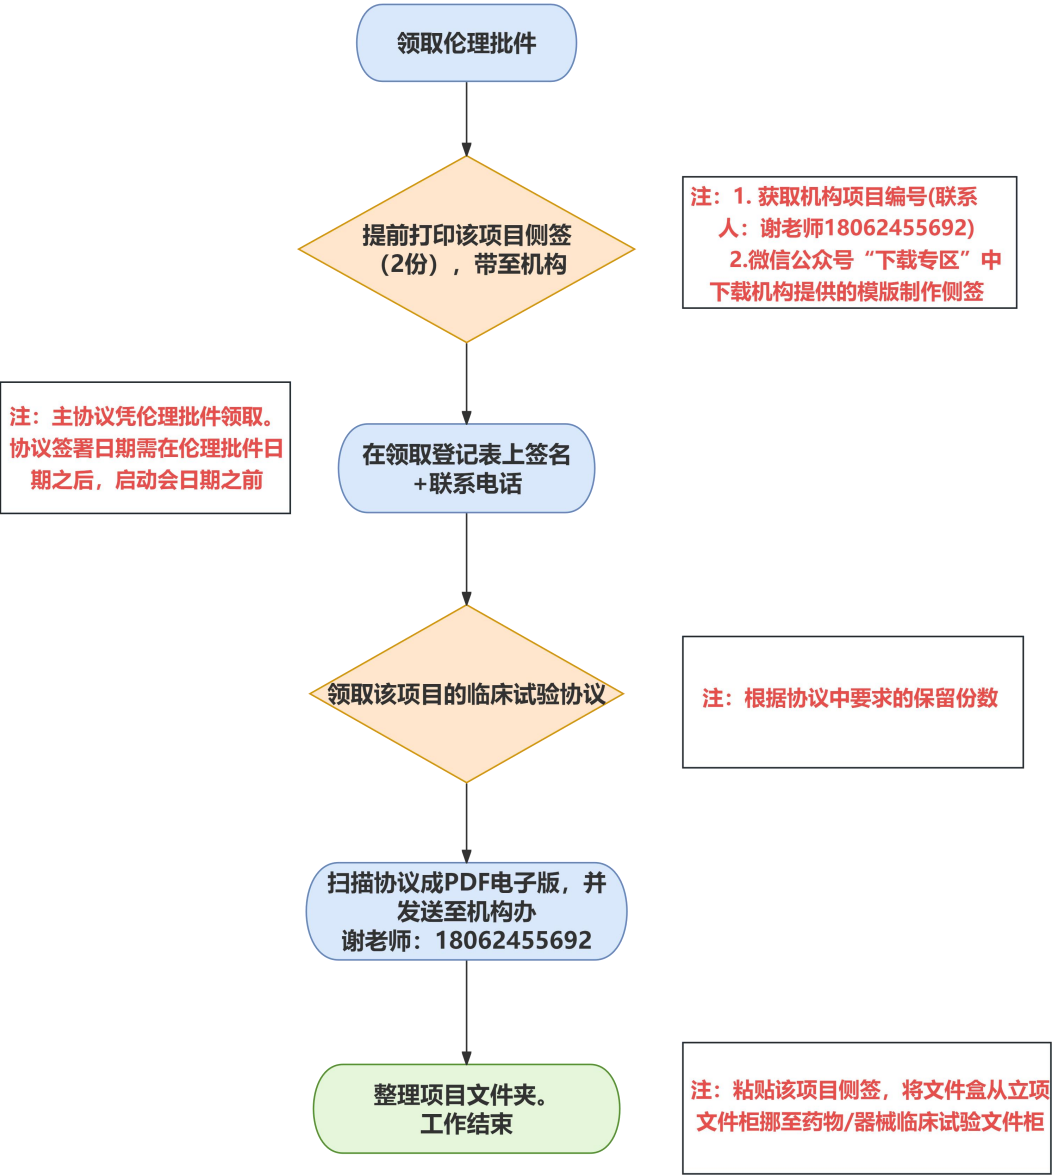 领取伦理批件
提前打印该项目侧签
（2份），带至机构
注：1. 获取机构项目编号(联系
人：谢老师18062455692)
2.微信公众号“下载专区”中
下载机构提供的模版制作侧签
注：主协议凭伦理批件领取。
协议签署日期需在伦理批件日
期之后，启动会日期之前
在领取登记表上签名
+联系电话
领取该项目的临床试验协议
注：根据协议中要求的保留份数
扫描协议成PDF电子版，并
发送至机构办
谢老师：18062455692
整理项目文件夹。
工作结束
注：粘贴该项目侧签，将文件盒从立项
文件柜挪至药物/器械临床试验文件柜